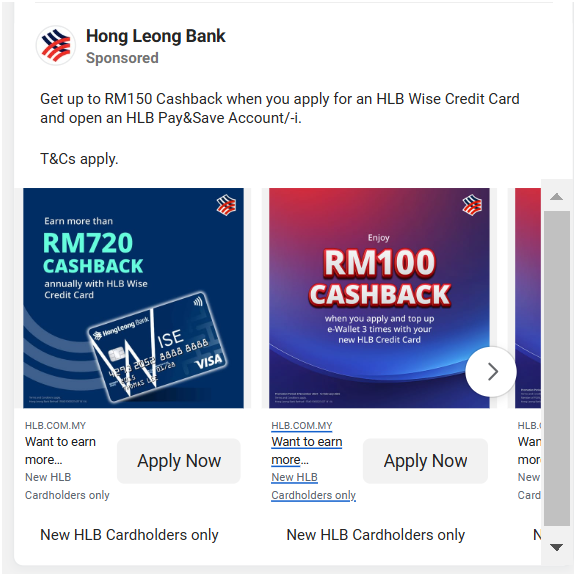 Hong Leong Bank
Sponsored
Get up to RM150 Cashback when you apply for an HLB Wise Credit Card
and open an HLB Pay&Save Account/-i.
T&Cs apply.
Earn more than
RM720
CASHBACK
annually with HLB Wise
Credit Card
HongLeong Bank
WISE
VISA
Enjoy
RM100
CASHBACK
when you apply and top up
e-Wallet 3 times with your
new HLB Credit Card
HLB.COM.MY
Want to earn
more...
New HLB
Cardholders only
Apply Now
HLB.COM.MY
Want to earn
more...
New HLB
Cardholders only
Apply Now
New HLB Cardholders only
New HLB Cardholders only